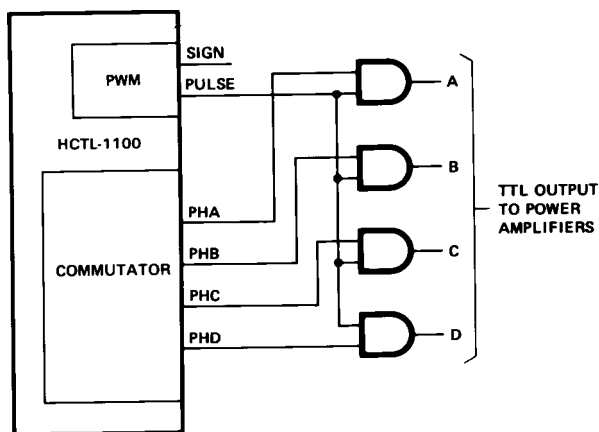 SIGN
PWM
PULSE
HCTL-1100
PHA
PHB
COMMUTATOR
PHC
PHD
A
B
C
D
TTL OUTPUT
TO POWER
AMPLIFIERS